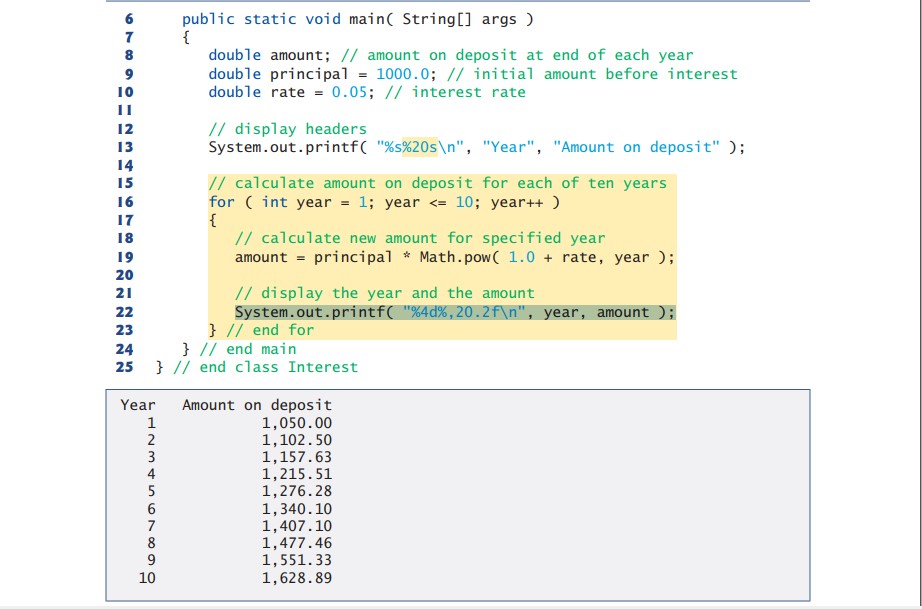 6 public static void main( String[] args )
7 {
8 double amount; // amount on deposit at end of each year
9 double principal = 1000.0; // initial amount before interest
10 double rate = 0.05; // interest rate
11
12 // display headers
13 System.out.printf( "%s%20s\n", "Year", "Amount on deposit" );
14
15 // calculate amount on deposit for each of ten years
16 for ( int year = 1; year <= 10; year++ )
17 {
18 // calculate new amount for specified year
19 amount = principal * Math.pow( 1.0 + rate, year );
20
21 // display the year and the amount
22 System.out.printf( "%4d%,20.2f\n", year, amount );
23 } // end for
24 } // end main
25 } // end class Interest
Year Amount on deposit
1 1,050.00
2 1,102.50
3 1,157.63
4 1,215.51
5 1,276.28
6 1,340.10
7 1,407.10
8 1,477.46
9 1,551.33
10 1,628.89